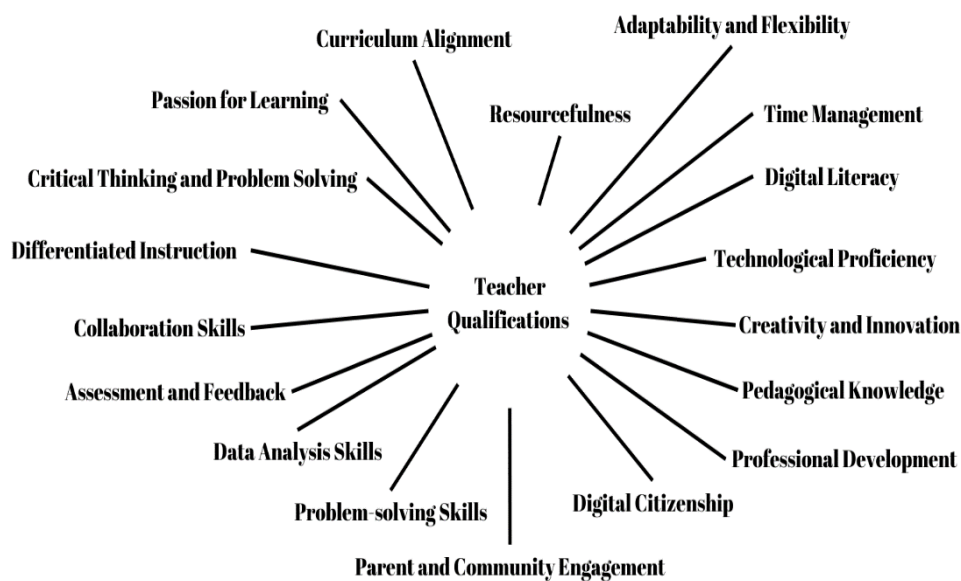 Adaptability and Flexibility
Curriculum Alignment
Passion for Learning
Resourcefulness
Time Management
Critical Thinking and Problem Solving
Digital Literacy
Differentiated Instruction
Technological Proficiency
Teacher
Qualifications
Collaboration Skills
Creativity and Innovation
Assessment and Feedback
Pedagogical Knowledge
Data Analysis Skills
Professional Development
Problem-solving Skills
Digital Citizenship
Parent and Community Engagement